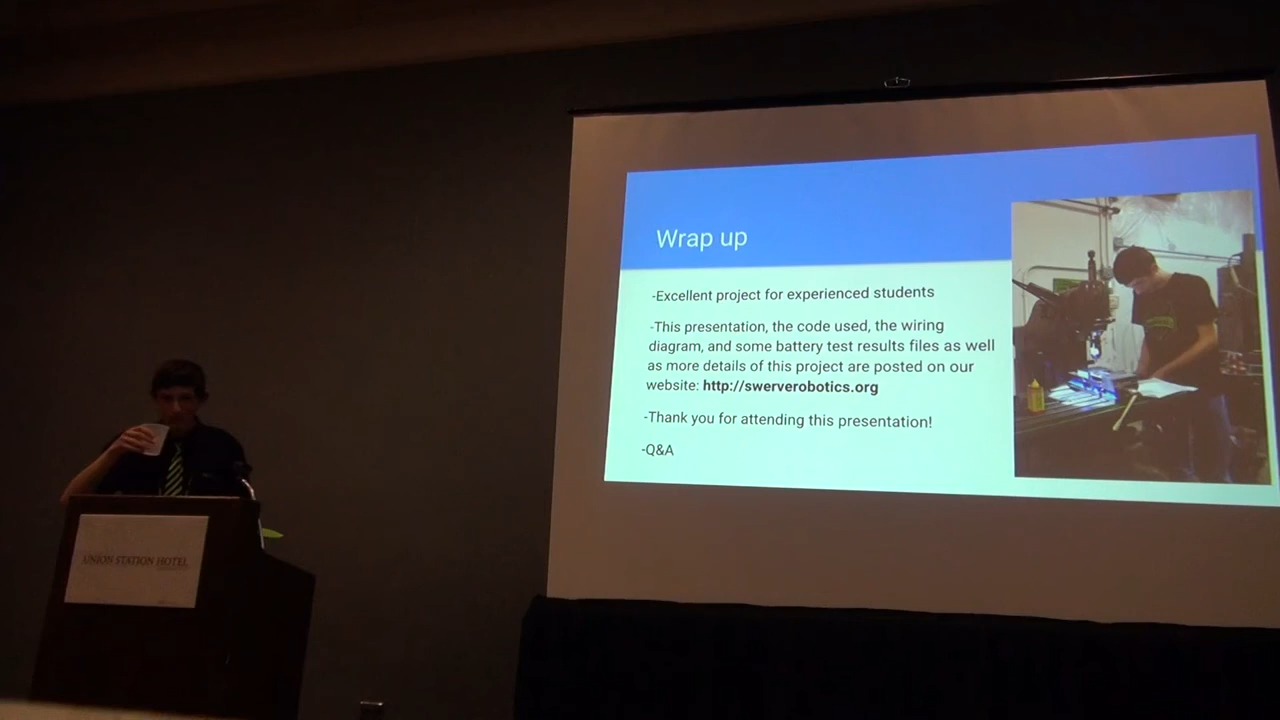 Wrap up
-Excellent project for experienced students
-This presentation, the code used, the wiring
diagram, and some battery test results files as well
as more details of this project are posted on our
website: http://swerverobotics.org
-Thank you for attending this presentation!
-Q&A
UNION STATION HOTEL